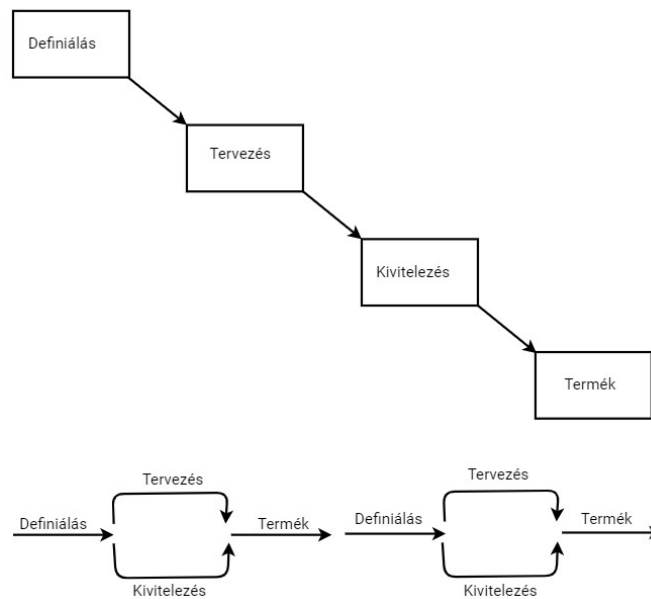 Definiálás
Tervezés
Kivitelezés
Termék
Tervezés
Definiálás
Termék
Kivitelezés
Tervezés
Definiálás
Termék
Kivitelezés